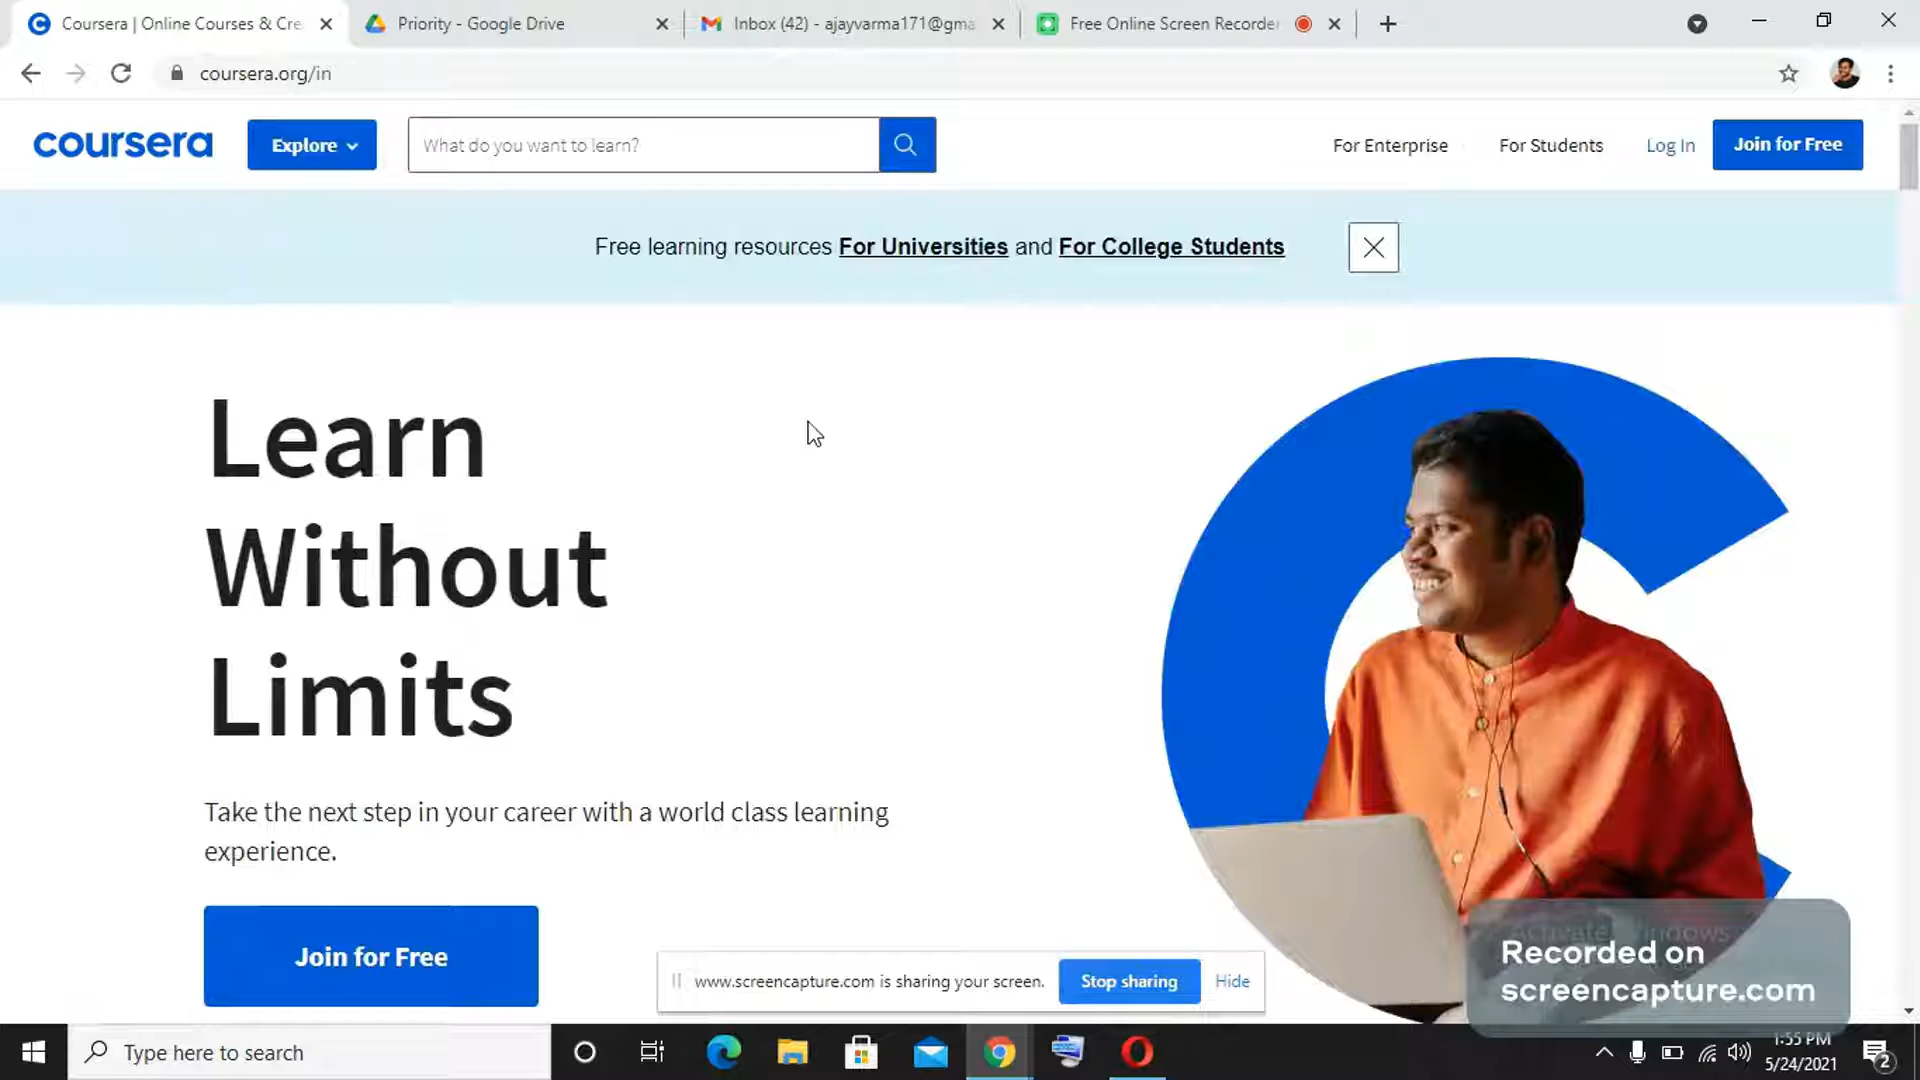 Coursera | Online Courses & Cre
Priority - Google Drive
Inbox (42) - ajayvarma171@gma
Free Online Screen Recorder
coursera.org/in
coursera
Explore
What do you want to learn?
For Enterprise
For Students
Log In
Join for Free
Free learning resources For Universities and For College Students
Learn
Without
Limits
Take the next step in your career with a world class learning
experience.
Join for Free
www.screencapture.com is sharing your screen.
Stop sharing
Hide
Activate Windows
Recorded on
screencapture.com
Type here to search
1:55 PM
5/24/2021
2